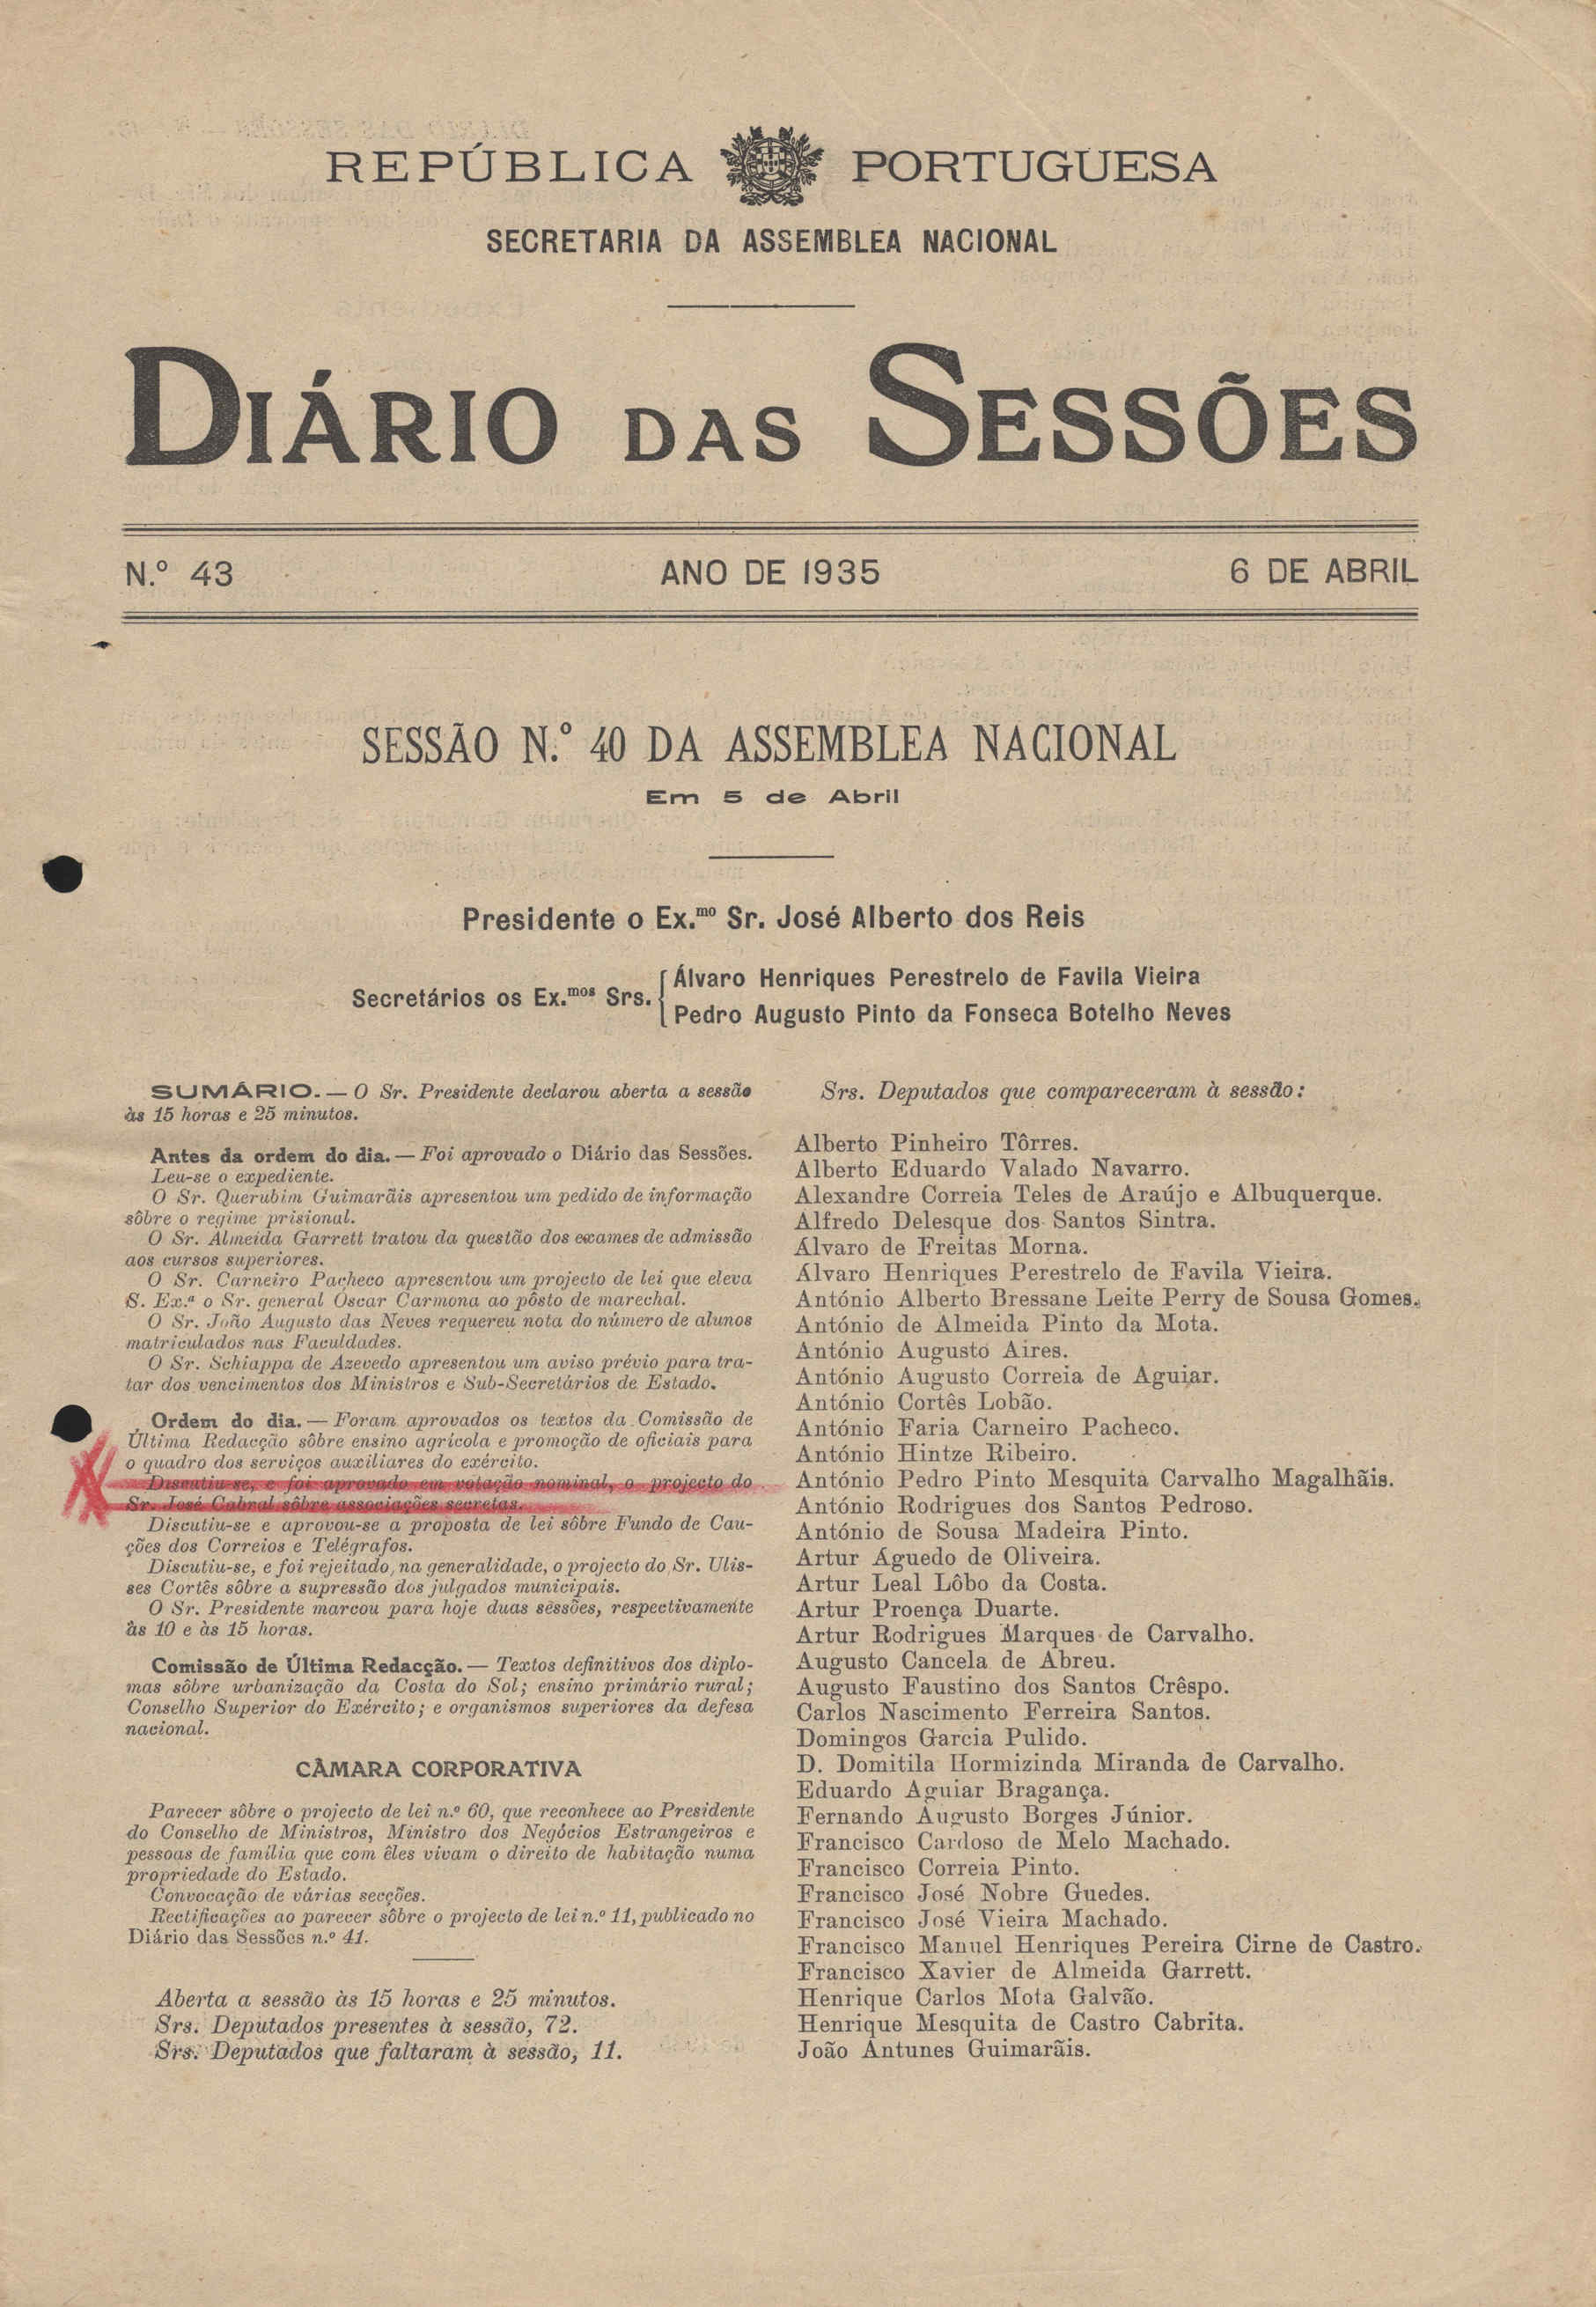 REPÚBLICA PORTUGUESA
SECRETARIA DA ASSEMBLEA NACIONAL
DIÁRIO DAS SESSÕES
N.º 43 ANO DE 1935 6 DE ABRIL
SESSÃO N.º 40 DA ASSEMBLEA NACIONAL
Em 5 de Abril
Presidente o Ex.mo Sr. José Alberto dos Reis
Secretários os Ex.mos Srs.
Álvaro Henriques Perestrelo de Favila Vieira
Pedro Augusto Pinto da Fonseca Botelho Neves
SUMÁRIO. — O Sr. Presidente declarou aberta a sessão
às 15 horas e 25 minutos.
Antes da ordem do dia. — Foi aprovado o Diário das Sessões.
Leu-se o expediente.
O Sr. Querubim Guimarãis apresentou um pedido de informação
sôbre o regime prisional.
O Sr. Almeida Garrett tratou da questão dos exames de admissão
aos cursos superiores.
O Sr. Carneiro Pacheco apresentou um projecto de lei que eleva
S. Ex.ª o Sr. general Óscar Carmona ao pôsto de marechal.
O Sr. João Augusto das Neves requereu nota do número de alunos
matriculados nas Faculdades.
O Sr. Schiappa de Azevedo apresentou um aviso prévio para tra-
tar dos vencimentos dos Ministros e Sub-Secretários de Estado.
Ordem do dia. — Foram aprovados os textos da Comissão de
Última Redacção sôbre ensino agrícola e promoção de oficiais para
o quadro dos serviços auxiliares do exército.
Discutiu-se, e foi aprovado em votação nominal, o projecto do
Sr. José Cabral sôbre associações secretas.
Discutiu-se e aprovou-se a proposta de lei sôbre Fundo de Cau-
ções dos Correios e Telégrafos.
Discutiu-se, e foi rejeitado, na generalidade, o projecto do Sr. Ulis-
ses Cortês sôbre a supressão dos julgados municipais.
O Sr. Presidente marcou para hoje duas sessões, respectivamente
às 10 e às 15 horas.
Comissão de Última Redacção. — Textos definitivos dos diplo-
mas sôbre urbanização da Costa do Sol; ensino primário rural;
Conselho Superior do Exército; e organismos superiores da defesa
nacional.
CÂMARA CORPORATIVA
Parecer sôbre o projecto de lei n.º 60, que reconhece ao Presidente
do Conselho de Ministros, Ministro dos Negócios Estrangeiros e
pessoas de família que com êles vivam o direito de habitação numa
propriedade do Estado.
Convocação de várias secções.
Rectificações ao parecer sôbre o projecto de lei n.º 11, publicado no
Diário das Sessões n.º 41.
Aberta a sessão às 15 horas e 25 minutos.
Srs. Deputados presentes à sessão, 72.
Srs. Deputados que faltaram à sessão, 11.
Srs. Deputados que compareceram à sessão:
Alberto Pinheiro Tôrres.
Alberto Eduardo Valado Navarro.
Alexandre Correia Teles de Araújo e Albuquerque.
Alfredo Delesque dos Santos Sintra.
Álvaro de Freitas Morna.
Álvaro Henriques Perestrelo de Favila Vieira.
António Alberto Bressane Leite Perry de Sousa Gomes.
António de Almeida Pinto da Mota.
António Augusto Aires.
António Augusto Correia de Aguiar.
António Cortês Lobão.
António Faria Carneiro Pacheco.
António Hintze Ribeiro.
António Pedro Pinto Mesquita Carvalho Magalhãis.
António Rodrigues dos Santos Pedroso.
António de Sousa Madeira Pinto.
Artur Águedo de Oliveira.
Artur Leal Lôbo da Costa.
Artur Proença Duarte.
Artur Rodrigues Marques de Carvalho.
Augusto Cancela de Abreu.
Augusto Faustino dos Santos Crêspo.
Carlos Nascimento Ferreira Santos.
Domingos Garcia Pulido.
D. Domitila Hormizinda Miranda de Carvalho.
Eduardo Aguiar Bragança.
Fernando Augusto Borges Júnior.
Francisco Cardoso de Melo Machado.
Francisco Correia Pinto.
Francisco José Nobre Guedes.
Francisco José Vieira Machado.
Francisco Manuel Henriques Pereira Cirne de Castro.
Francisco Xavier de Almeida Garrett.
Henrique Carlos Mota Galvão.
Henrique Mesquita de Castro Cabrita.
João Antunes Guimarãis.